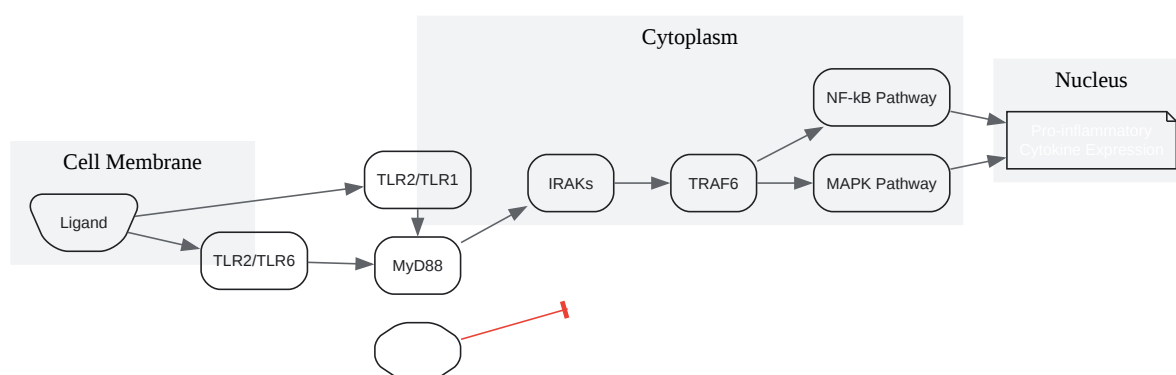 Cytoplasm
Nucleus
Cell Membrane
NF-kB Pathway
Pro-inflammatory
Cytokine Expression
TLR2/TLR1
IRAKs
TRAF6
MAPK Pathway
Ligand
TLR2/TLR6
MyD88